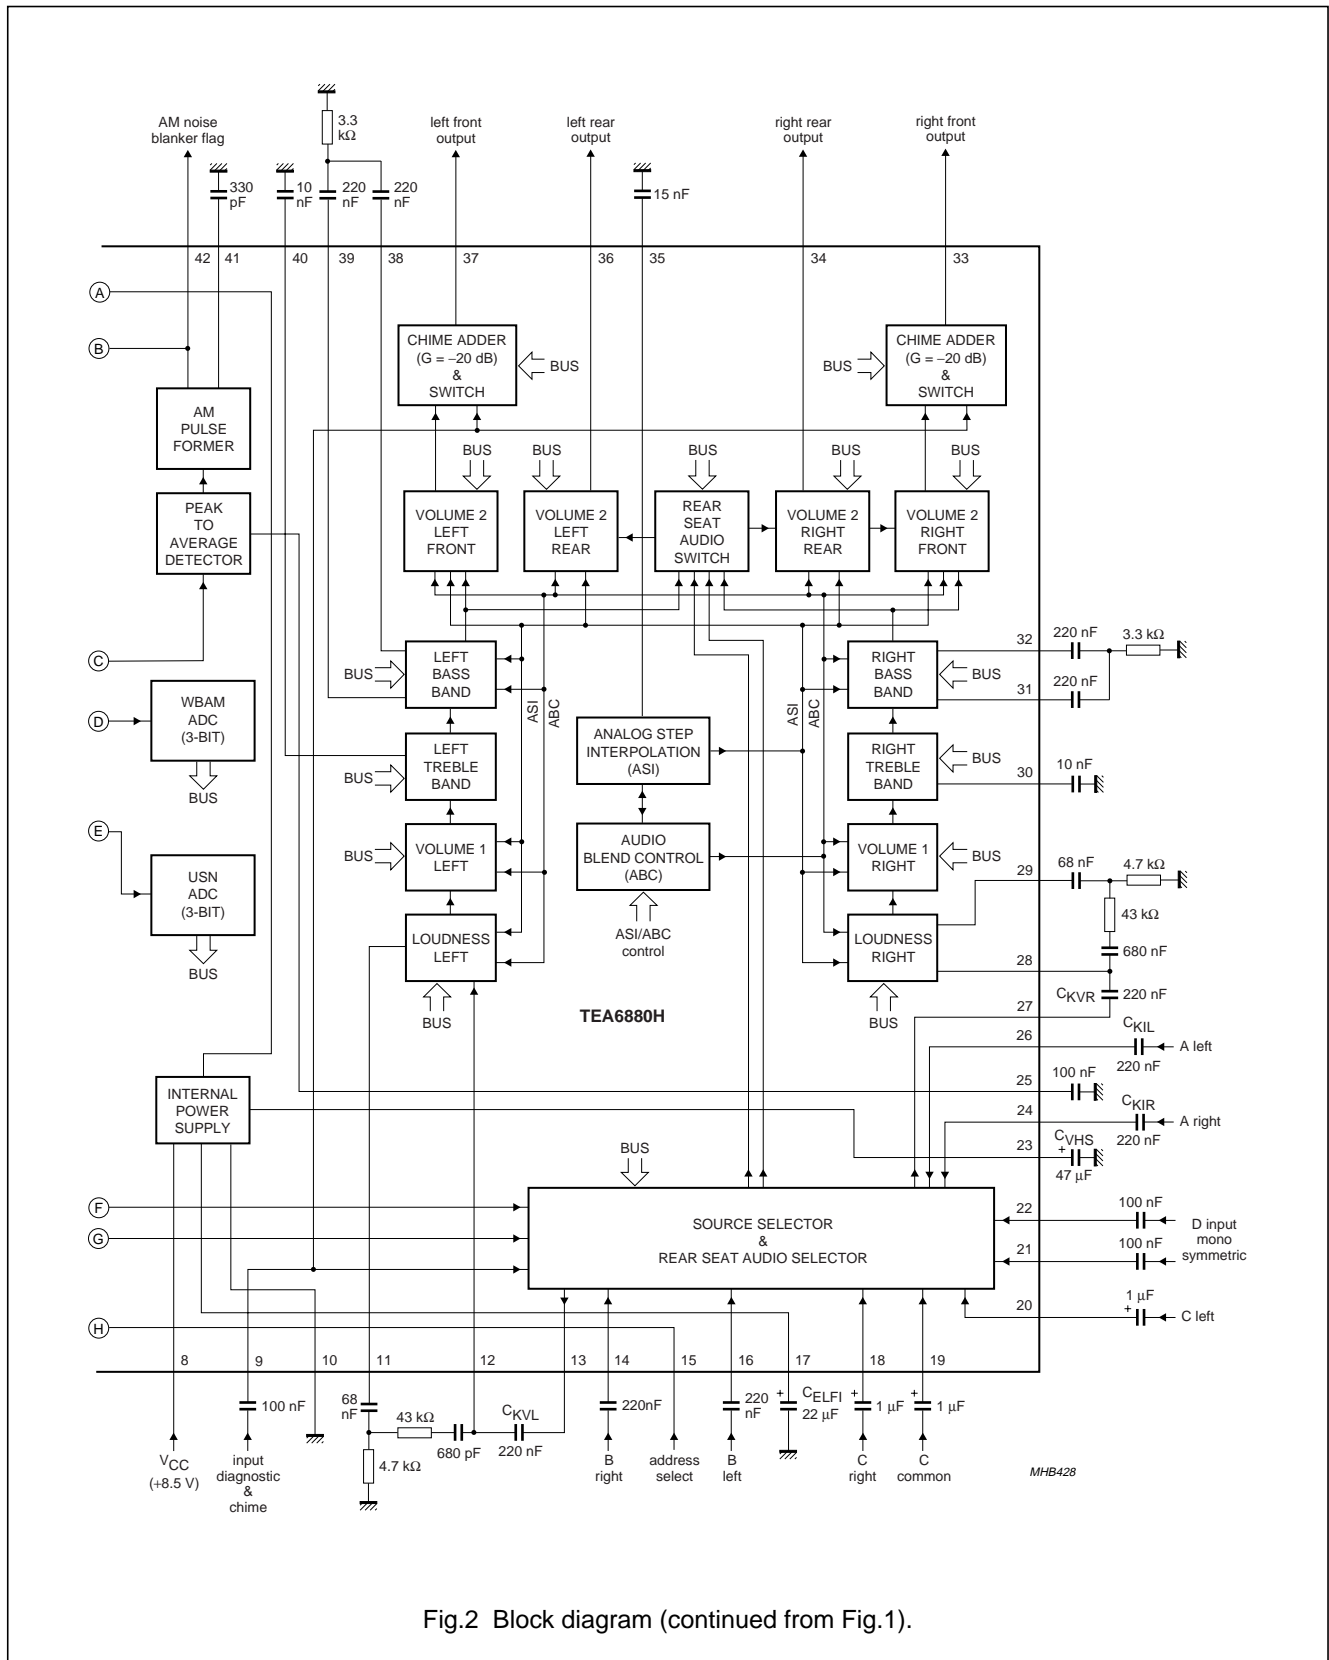 AM noise
blanker flag
3.3
kΩ
left front
output
left rear
output
right rear
output
right front
output
330
pF
10
nF
220
nF
220
nF
15 nF
42
41
40
39
38
37
36
35
34
33
A
B
CHIME ADDER
(G = −20 dB)
&
SWITCH
BUS
BUS
CHIME ADDER
(G = −20 dB)
&
SWITCH
AM
PULSE
FORMER
BUS
BUS
BUS
BUS
BUS
PEAK
TO
AVERAGE
DETECTOR
VOLUME 2
LEFT
FRONT
VOLUME 2
LEFT
REAR
REAR
SEAT
AUDIO
SWITCH
VOLUME 2
RIGHT
REAR
VOLUME 2
RIGHT
FRONT
C
BUS
LEFT
BASS
BAND
RIGHT
BASS
BAND
BUS
32
220 nF
3.3 kΩ
31
220 nF
D
WBAM
ADC
(3-BIT)
BUS
ASI
ABC
ASI
ABC
BUS
LEFT
TREBLE
BAND
ANALOG STEP
INTERPOLATION
(ASI)
RIGHT
TREBLE
BAND
BUS
30
10 nF
E
USN
ADC
(3-BIT)
BUS
BUS
VOLUME 1
LEFT
AUDIO
BLEND CONTROL
(ABC)
VOLUME 1
RIGHT
BUS
29
68 nF
4.7 kΩ
43 kΩ
LOUDNESS
LEFT
ASI/ABC
control
LOUDNESS
RIGHT
680 nF
28
BUS
TEA6880H
BUS
CKVR
220 nF
27
26
CKIL
220 nF
A left
25
100 nF
INTERNAL
POWER
SUPPLY
24
CKIR
220 nF
A right
23
CVHS
+
47 μF
BUS
F
G
SOURCE SELECTOR
&
REAR SEAT AUDIO SELECTOR
22
100 nF
D input
mono
symmetric
21
100 nF
20
1 μF
+
C left
H
8
9
10
11
12
13
14
15
16
17
18
19
100 nF
68
nF
43 kΩ
680 pF
CKVL
220 nF
4.7 kΩ
220nF
220
nF
+
CELFI
22 μF
+
1 μF
+
1 μF
VCC
(+8.5 V)
input
diagnostic
&
chime
B
right
address
select
B
left
C
right
C
common
MHB428
Fig.2 Block diagram (continued from Fig.1).